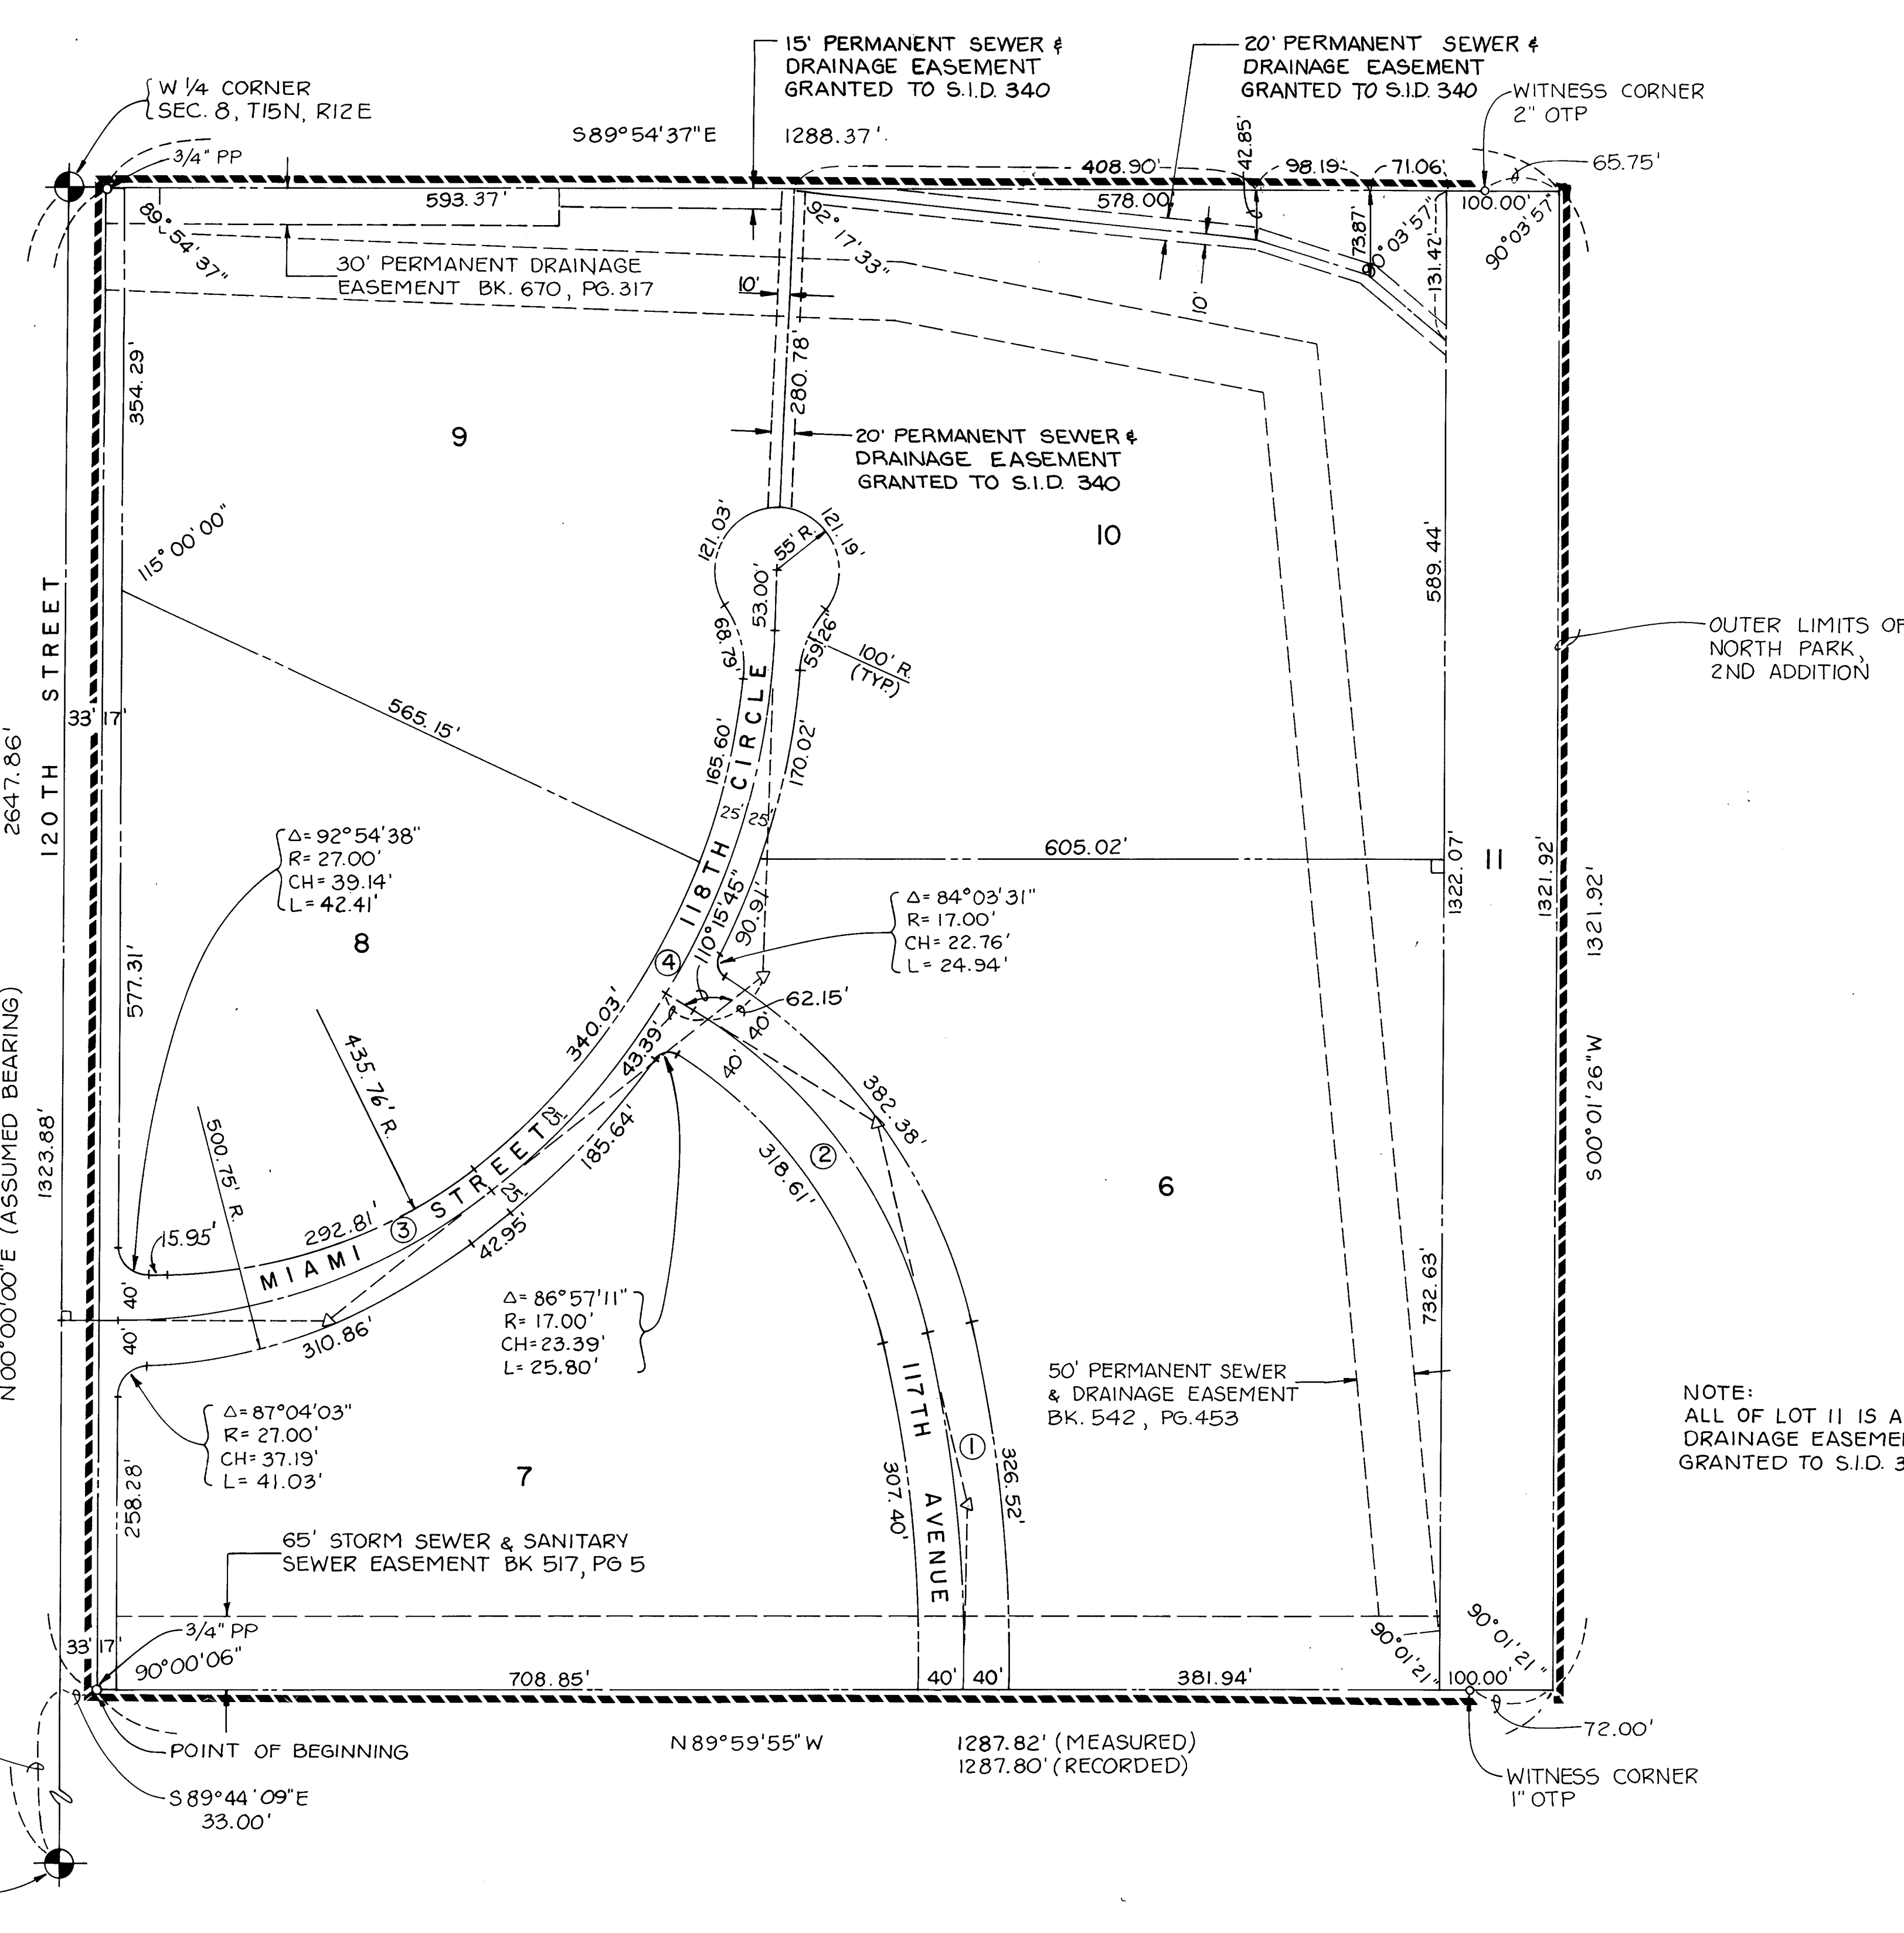 15' PERMANENT SEWER &
DRAINAGE EASEMENT
GRANTED TO S.I.D. 340
20' PERMANENT SEWER &
DRAINAGE EASEMENT
GRANTED TO S.I.D. 340
W 1/4 CORNER
SEC. 8, T15N, R12E
WITNESS CORNER
2" OTP
S89°54'37"E 1288.37'
3/4" PP
42.85'
408.90'
98.19'
71.06'
65.75'
593.37'
578.00'
100.00'
89°54'37"
92°17'33"
73.87'
90°03'57"
131.42'
90°03'57"
30' PERMANENT DRAINAGE
EASEMENT BK. 670, PG. 317
10'
10'
354.29'
280.78'
9
20' PERMANENT SEWER &
DRAINAGE EASEMENT
GRANTED TO S.I.D. 340
115°00'00"
121.03'
121.19'
55' R.
10
53.00'
589.44'
68.79'
59.26'
100' R.
(TYP.)
OUTER LIMITS OF
NORTH PARK,
2ND ADDITION
120TH STREET
33' 17'
565.15'
2647.86'
165.60'
118TH CIRCLE
170.02'
25' 25'
Δ=92°54'38"
R=27.00'
CH=39.14'
L=42.41'
605.02'
1322.07'
11
1321.92'
1321.92'
110°15'45"
90.91'
Δ=84°03'31"
R=17.00'
CH=22.76'
L=24.94'
8
4
577.31'
62.15'
340.03'
43.39'
40'
40'
435.76' R.
N00°00'00"E (ASSUMED BEARING)
S00°01'26"W
382.38'
1323.88'
500.75' R.
25'
185.64'
318.61'
2
6
25'
15.95'
292.81'
3
42.95'
MIAMI STREET
40'
40'
310.86'
732.63'
Δ=86°57'11"
R=17.00'
CH=23.39'
L=25.80'
50' PERMANENT SEWER
& DRAINAGE EASEMENT
BK. 542, PG. 453
NOTE:
ALL OF LOT 11 IS A
DRAINAGE EASEME
GRANTED TO S.I.D. 3
Δ=87°04'03"
R=27.00'
CH=37.19'
L=41.03'
117TH AVENUE
1
7
258.28'
307.40'
326.52'
65' STORM SEWER & SANITARY
SEWER EASEMENT BK 517, PG 5
33' 17'
3/4" PP
90°00'06"
90°01'21"
90°01'21"
708.85'
40' 40'
381.94'
100.00'
72.00'
POINT OF BEGINNING
N89°59'55"W
1287.82' (MEASURED)
1287.80' (RECORDED)
WITNESS CORNER
1" OTP
S89°44'09"E
33.00'